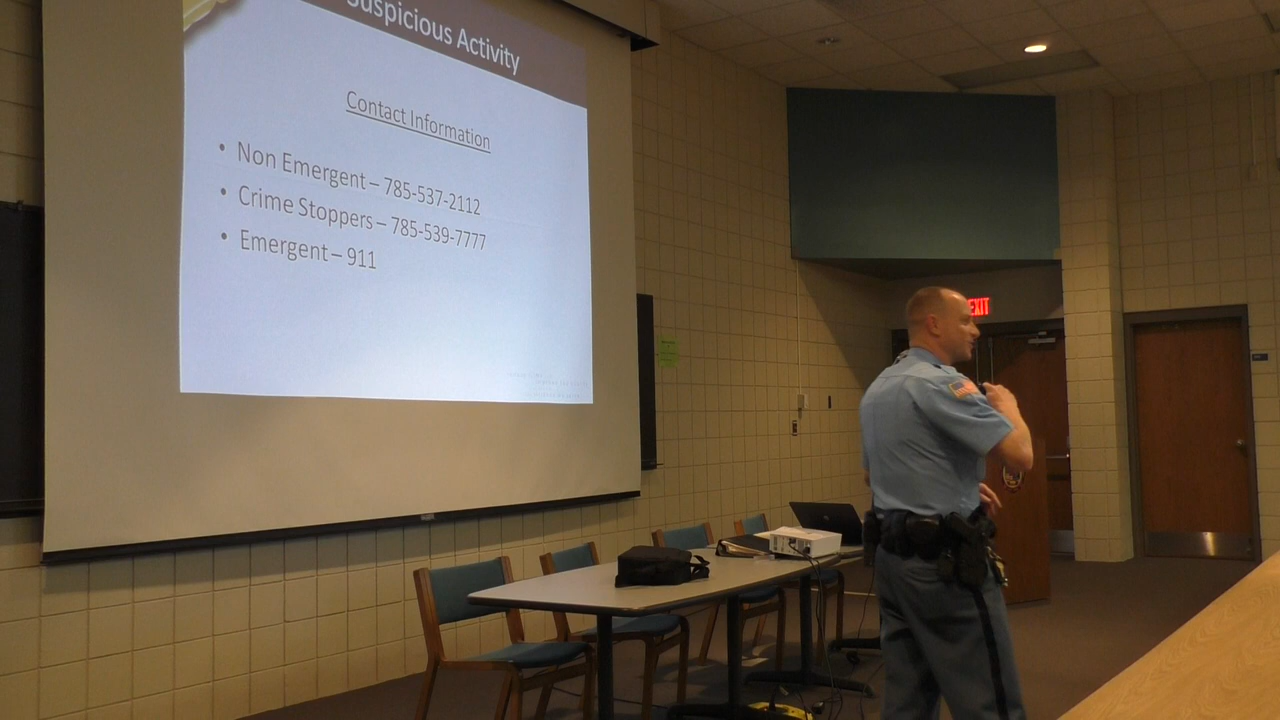 Suspicious Activity
Contact Information
• Non Emergent – 785-537-2112
• Crime Stoppers – 785-539-7777
• Emergent – 911
EXIT